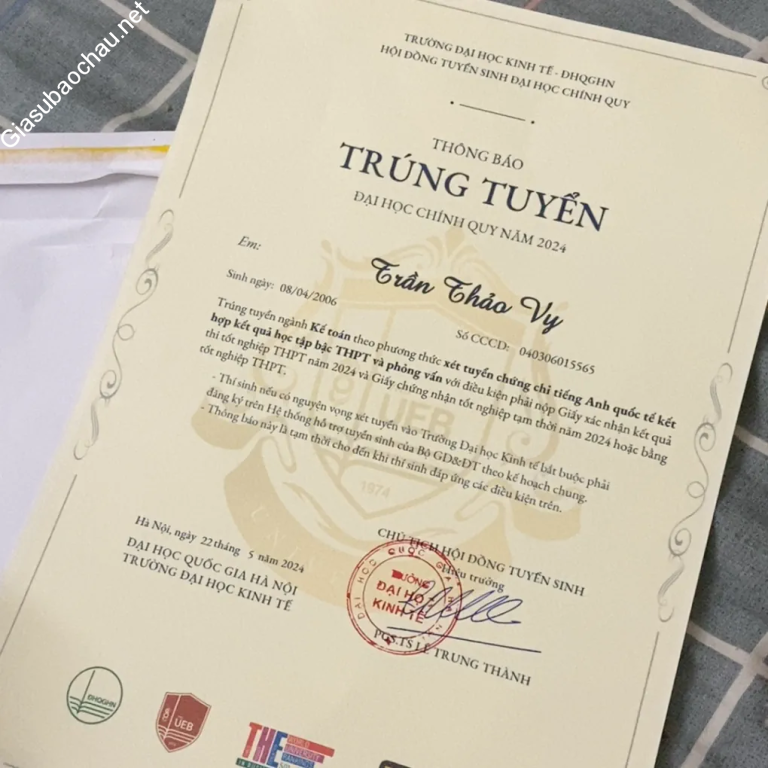 Giasubaochau.net
TRƯỜNG ĐẠI HỌC KINH TẾ - ĐHQGHN
HỘI ĐỒNG TUYỂN SINH ĐẠI HỌC CHÍNH QUY
THÔNG BÁO
TRÚNG TUYỂN
ĐẠI HỌC CHÍNH QUY NĂM 2024
Em:
Trần Thảo Vy
Sinh ngày: 08/04/2006
Số CCCD: 040306015565
Trúng tuyển ngành Kế toán theo phương thức xét tuyển chứng chỉ tiếng Anh quốc tế kết
hợp kết quả học tập bậc THPT và phỏng vấn với điều kiện phải nộp Giấy xác nhận kết quả
thi tốt nghiệp THPT năm 2024 và Giấy chứng nhận tốt nghiệp tạm thời năm 2024 hoặc bằng
tốt nghiệp THPT.
- Thí sinh nếu có nguyện vọng xét tuyển vào Trường Đại học Kinh tế bắt buộc phải
đăng ký trên Hệ thống hỗ trợ tuyển sinh của Bộ GD&ĐT theo kế hoạch chung.
- Thông báo này là tạm thời cho đến khi thí sinh đáp ứng các điều kiện trên.
UEB
1974
Hà Nội, ngày 22 tháng 5 năm 2024
ĐẠI HỌC QUỐC GIA HÀ NỘI
TRƯỜNG ĐẠI HỌC KINH TẾ
CHỦ TỊCH HỘI ĐỒNG TUYỂN SINH
Hiệu trưởng
ĐẠI HỌC QUỐC GIA
TRƯỜNG
ĐẠI HỌC
KINH TẾ
PGS.TS LÊ TRUNG THÀNH
ĐHQGHN
UEB
THE
WORLD
UNIVERSITY
RANKINGS